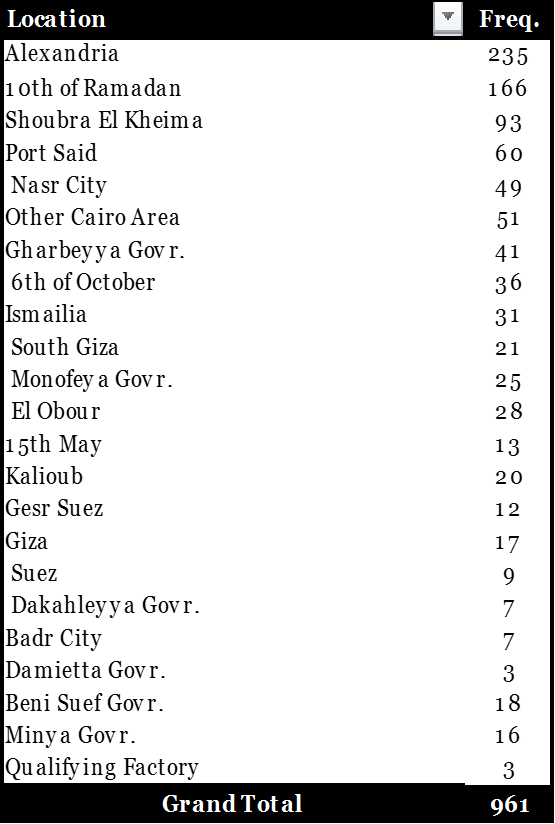 Location Freq.
Alexandria 235
10th of Ramadan 166
Shoubra El Kheima 93
Port Said 60
Nasr City 49
Other Cairo Area 51
Gharbeyya Govr. 41
6th of October 36
Ismailia 31
South Giza 21
Monofeya Govr. 25
El Obour 28
15th May 13
Kalioub 20
Gesr Suez 12
Giza 17
Suez 9
Dakahleyya Govr. 7
Badr City 7
Damietta Govr. 3
Beni Suef Govr. 18
Minya Govr. 16
Qualifying Factory 3
Grand Total 961